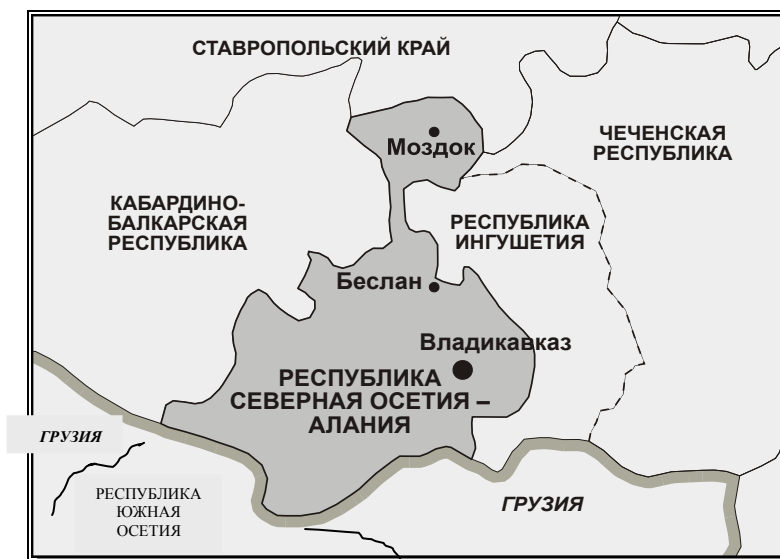 СТАВРОПОЛЬСКИЙ КРАЙ
Моздок
ЧЕЧЕНСКАЯ
РЕСПУБЛИКА
КАБАРДИНО-
БАЛКАРСКАЯ
РЕСПУБЛИКА
РЕСПУБЛИКА
ИНГУШЕТИЯ
Беслан
Владикавказ
РЕСПУБЛИКА
СЕВЕРНАЯ ОСЕТИЯ –
АЛАНИЯ
ГРУЗИЯ
РЕСПУБЛИКА
ЮЖНАЯ
ОСЕТИЯ
ГРУЗИЯ